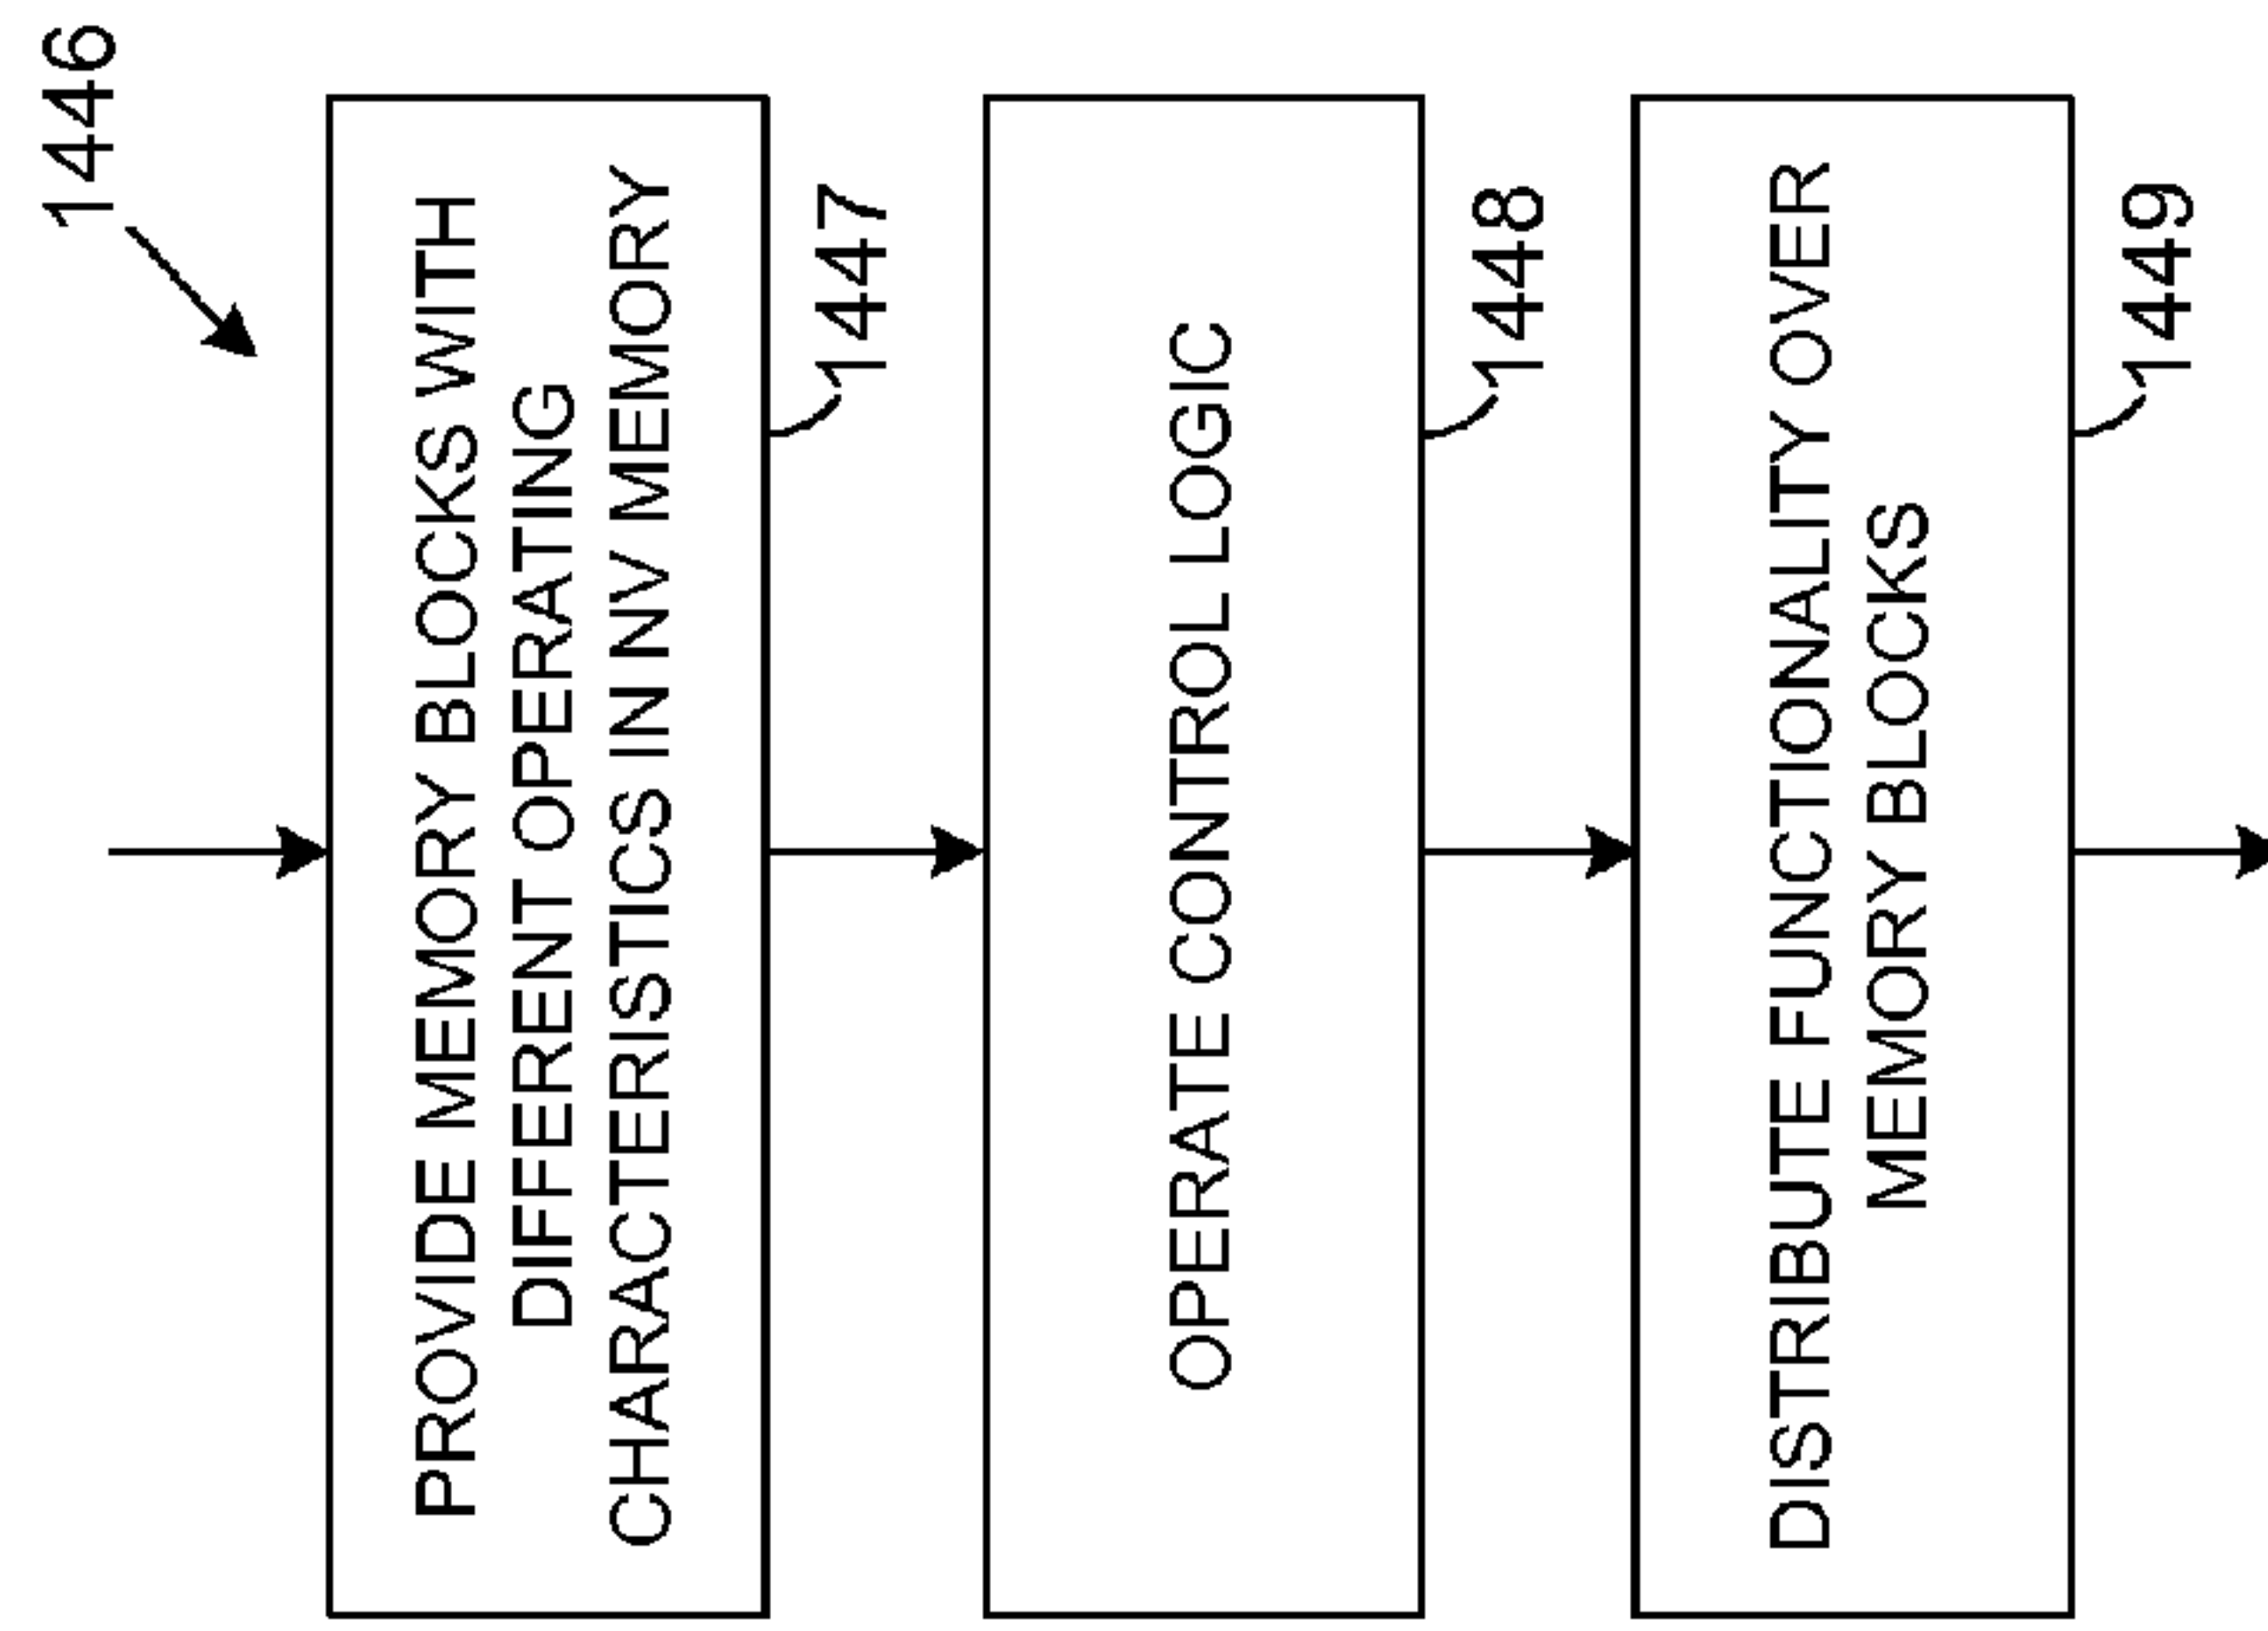 1446
PROVIDE MEMORY BLOCKS WITH
DIFFERENT OPERATING
CHARACTERISTICS IN NV MEMORY
1447
OPERATE CONTROL LOGIC
1448
DISTRIBUTE FUNCTIONALITY OVER
MEMORY BLOCKS
1449